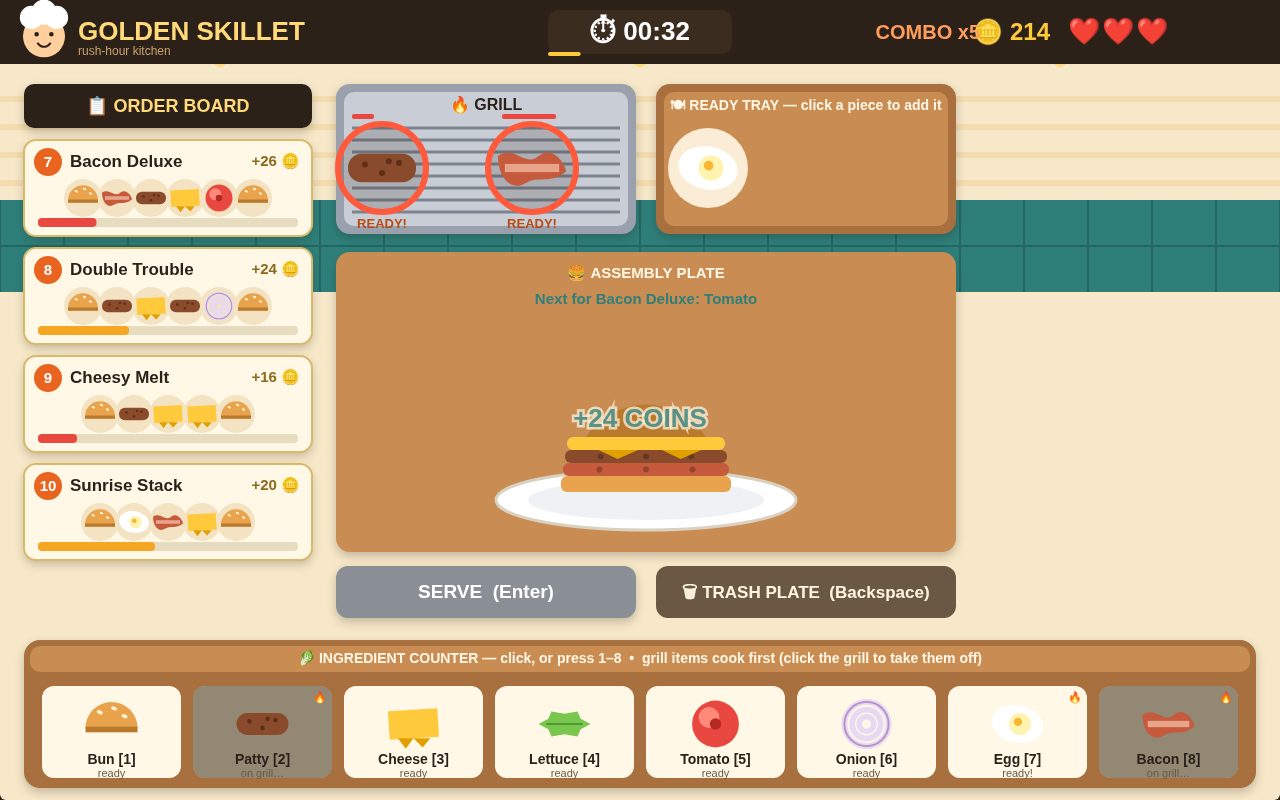 GOLDEN SKILLET
rush-hour kitchen
00:32
COMBO x5
214
ORDER BOARD
7 Bacon Deluxe +26
8 Double Trouble +24
9 Cheesy Melt +16
10 Sunrise Stack +20
GRILL
READY! READY!
READY TRAY — click a piece to add it
ASSEMBLY PLATE
Next for Bacon Deluxe: Tomato
+24 COINS
SERVE (Enter)
TRASH PLATE (Backspace)
INGREDIENT COUNTER — click, or press 1–8 • grill items cook first (click the grill to take them off)
Bun [1]
ready
Patty [2]
on grill...
Cheese [3]
ready
Lettuce [4]
ready
Tomato [5]
ready
Onion [6]
ready
Egg [7]
ready!
Bacon [8]
on grill...